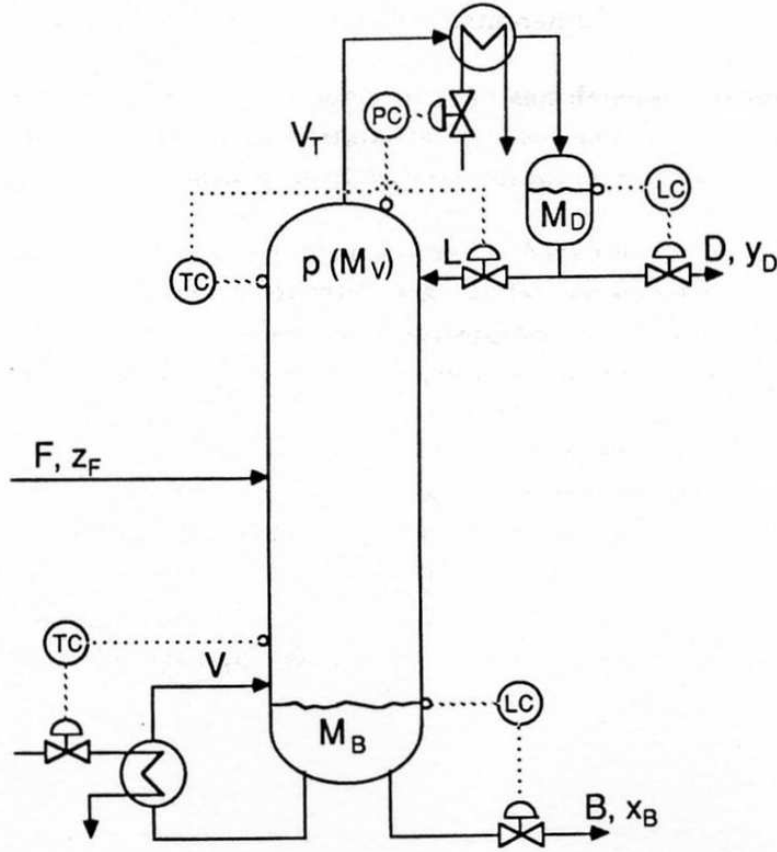 PC
V_T
LC
M_D
TC
p (M_V)
L
D, y_D
F, z_F
TC
V
LC
M_B
B, x_B